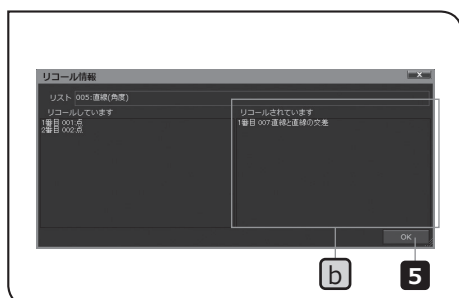 リコール情報
リスト 005:直線(角度)
リコールしています
1番目 001:点
2番目 002:点
リコールされています
1番目 007:直線と直線の交差
OK
b
5